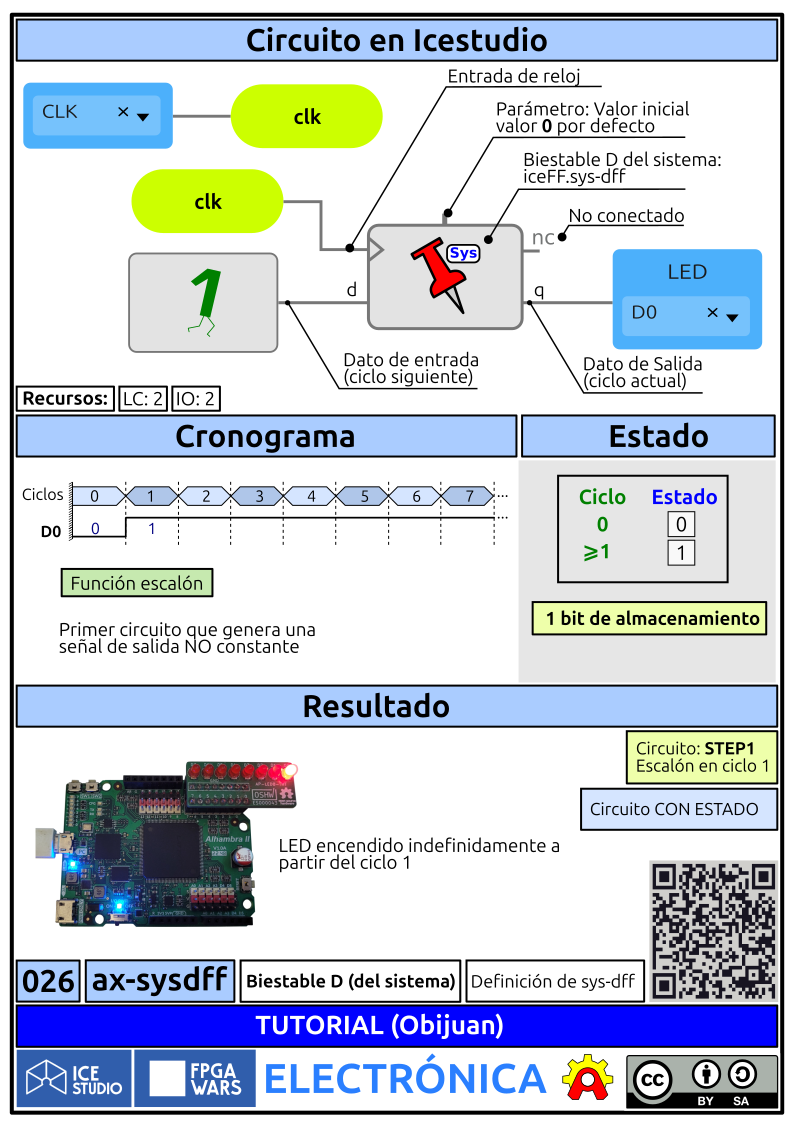 Circuito en Icestudio
Entrada de reloj
CLK
clk
Parámetro: Valor inicial
valor 0 por defecto
Biestable D del sistema:
iceFF.sys-dff
clk
No conectado
nc
Sys
1
d
q
LED
D0
Dato de entrada
(ciclo siguiente)
Dato de Salida
(ciclo actual)
Recursos:
LC: 2
IO: 2
Cronograma
Ciclos
0 1 2 3 4 5 6 7 ...
D0
0 1 ...
Función escalón
Primer circuito que genera una
señal de salida NO constante
Estado
Ciclo Estado
0 0
⩾1 1
1 bit de almacenamiento
Resultado
Circuito: STEP1
Escalón en ciclo 1
Circuito CON ESTADO
OSHW
Alhambra II
LED encendido indefinidamente a
partir del ciclo 1
026
ax-sysdff
Biestable D (del sistema)
Definición de sys-dff
TUTORIAL (Obijuan)
ICE
STUDIO
FPGA
WARS
ELECTRÓNICA
cc
BY SA